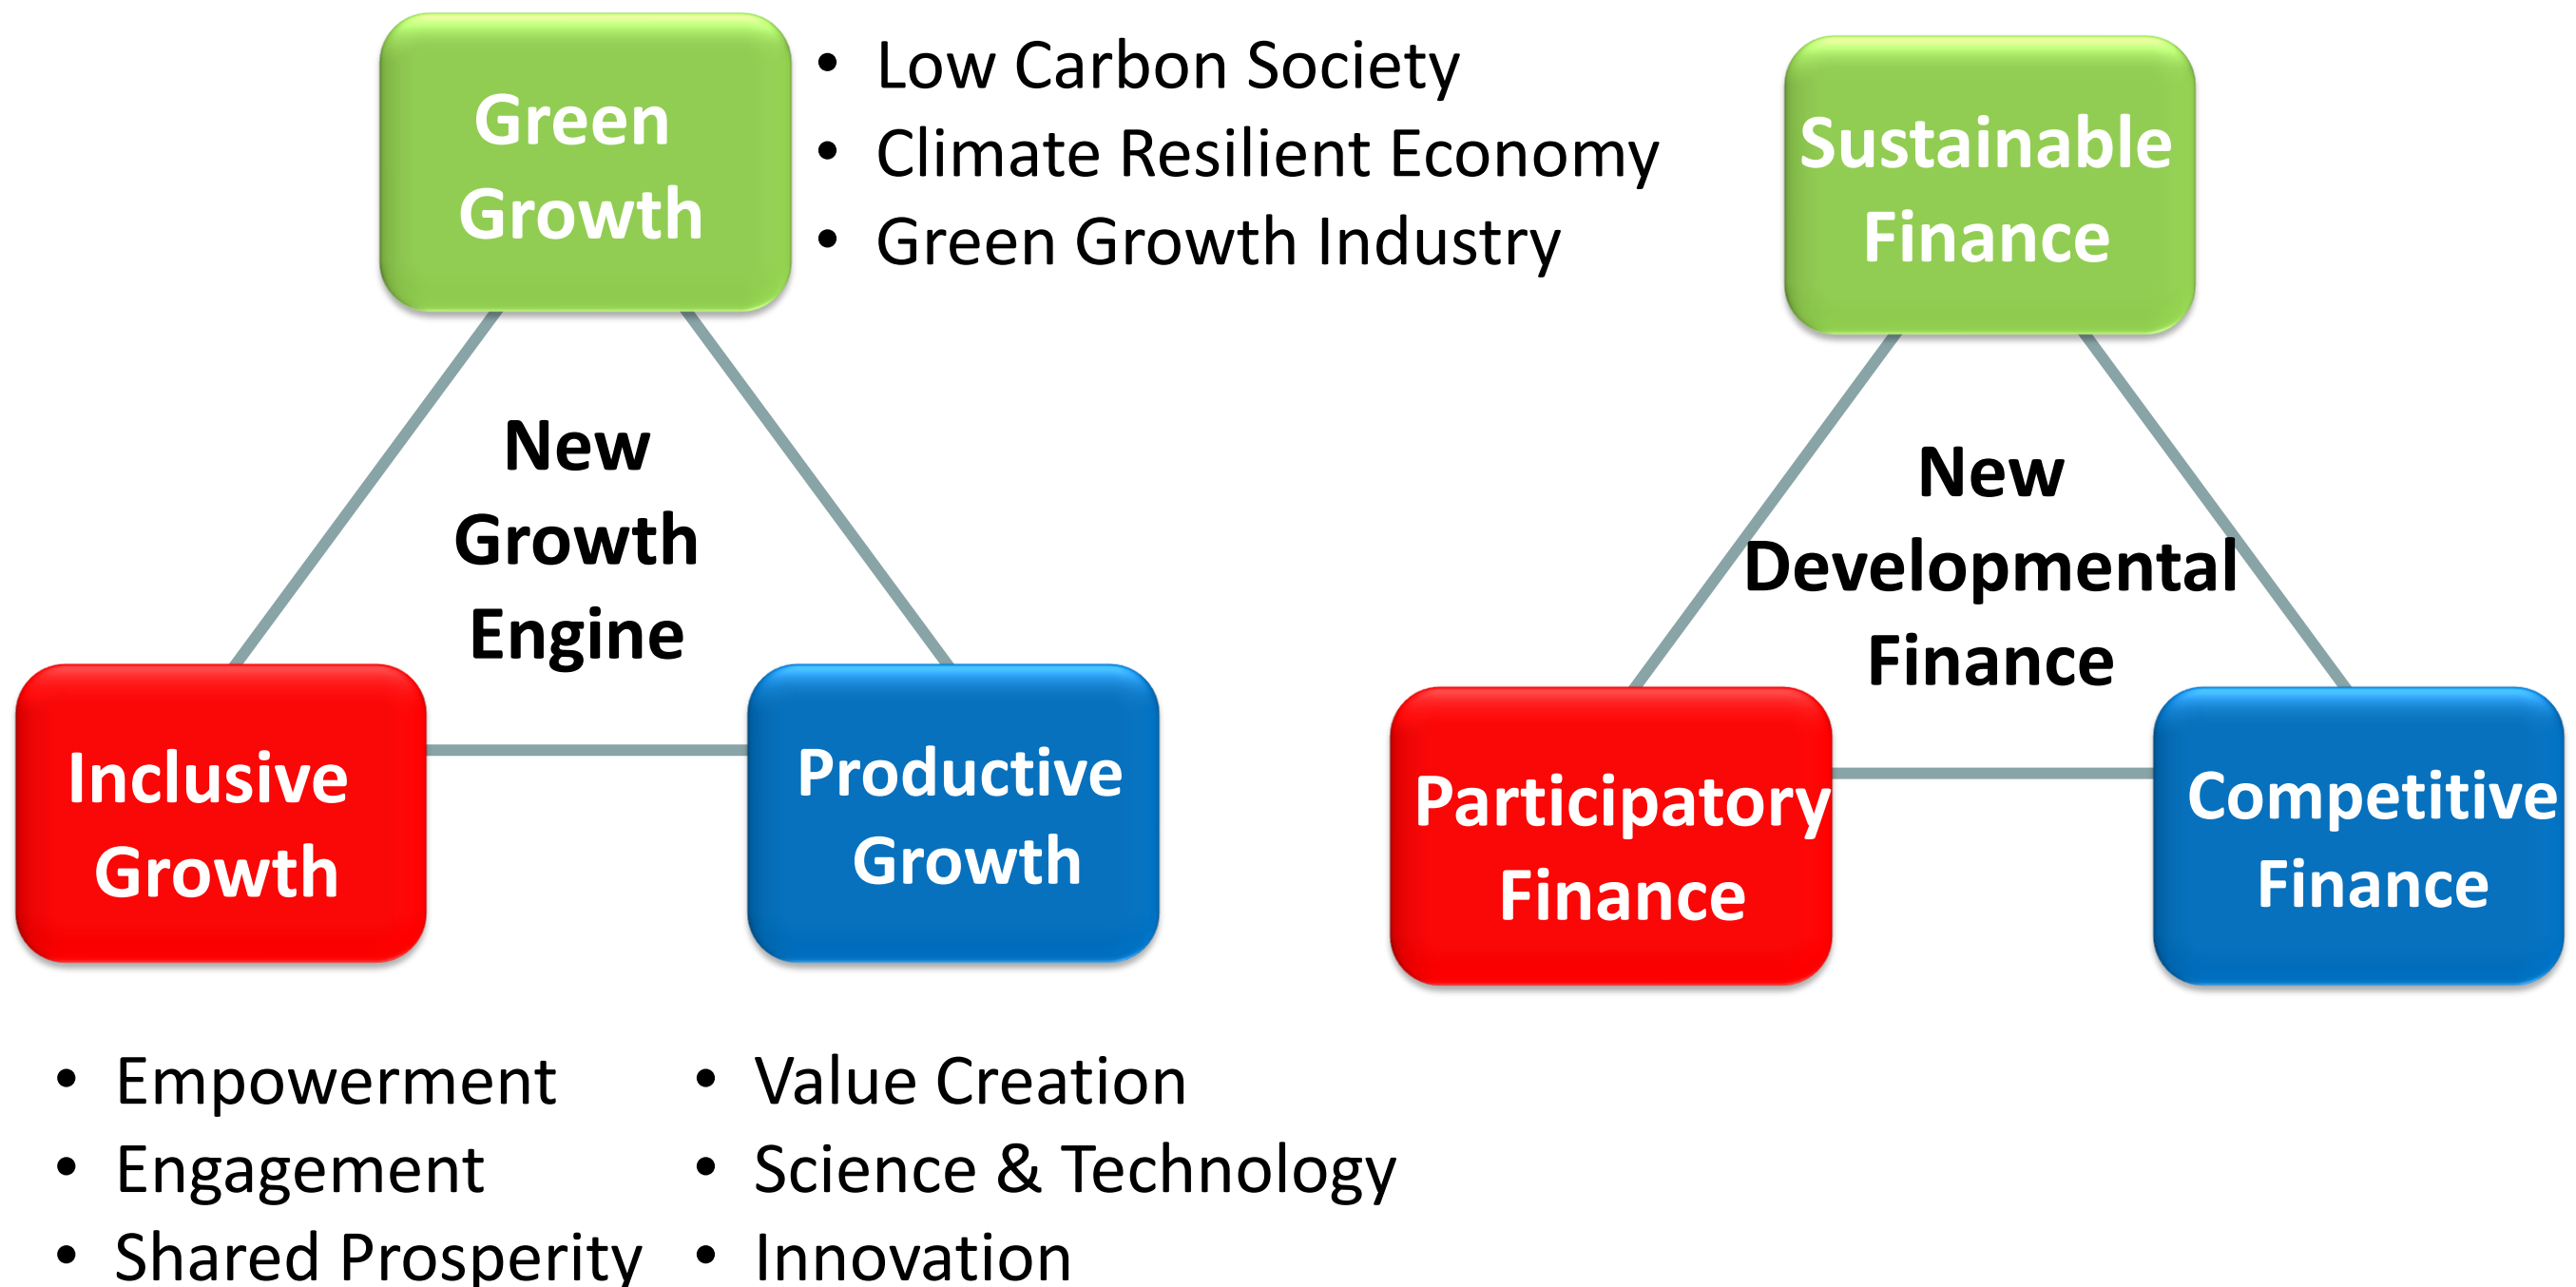 Green
Growth
• Low Carbon Society
• Climate Resilient Economy
• Green Growth Industry
New
Growth
Engine
Inclusive
Growth
Productive
Growth
• Empowerment
• Engagement
• Shared Prosperity
• Value Creation
• Science & Technology
• Innovation
Sustainable
Finance
New
Developmental
Finance
Participatory
Finance
Competitive
Finance